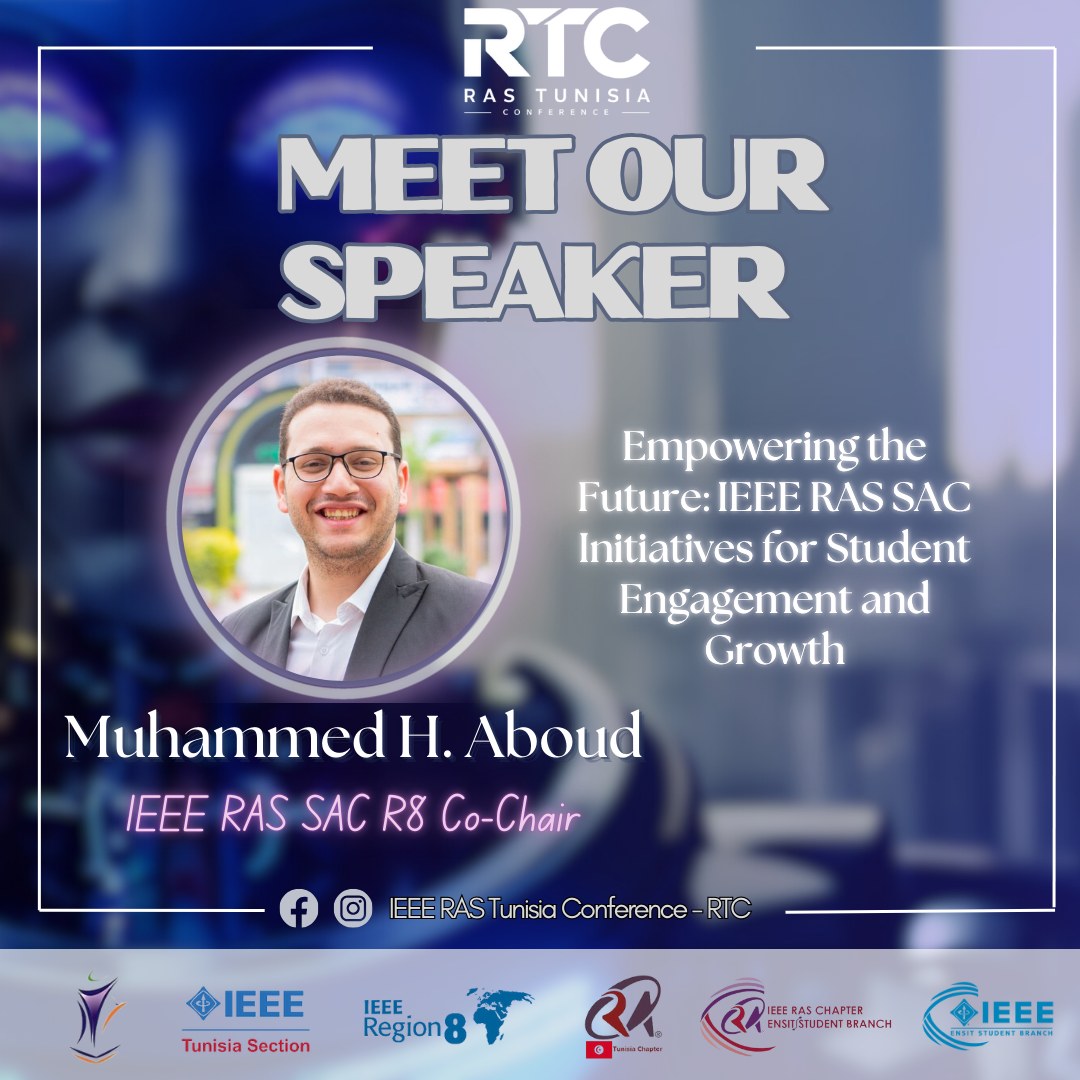 RTC
RAS TUNISIA
CONFERENCE
MEET OUR
SPEAKER
Empowering the
Future: IEEE RAS SAC
Initiatives for Student
Engagement and
Growth
Muhammed H. Aboud
IEEE RAS SAC R8 Co-Chair
IEEE RAS Tunisia Conference - RTC
IEEE
Tunisia Section
IEEE
Region 8
RA
Tunisia Chapter
RA
IEEE RAS CHAPTER
ENSIT/STUDENT BRANCH
IEEE
ENSIT STUDENT BRANCH